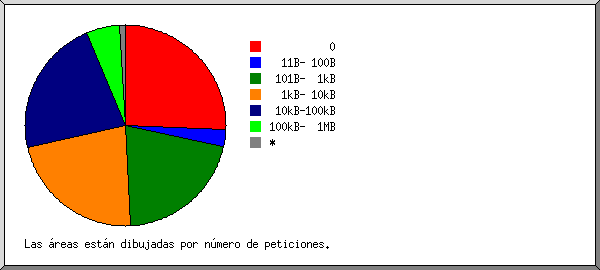 0
11B- 100B
101B- 1kB
1kB- 10kB
10kB-100kB
100kB- 1MB
*
Las áreas están dibujadas por número de peticiones.